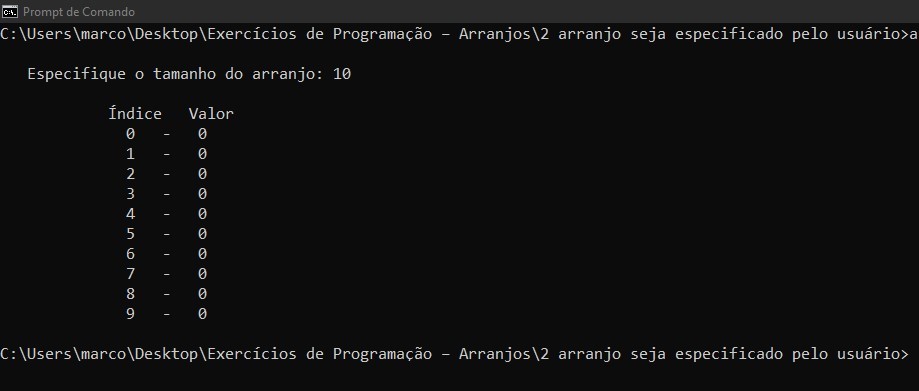 Prompt de Comando
C:\Users\marco\Desktop\Exercícios de Programação – Arranjos\2 arranjo seja especificado pelo usuário>a
Especifique o tamanho do arranjo: 10
Índice Valor
0 - 0
1 - 0
2 - 0
3 - 0
4 - 0
5 - 0
6 - 0
7 - 0
8 - 0
9 - 0
C:\Users\marco\Desktop\Exercícios de Programação – Arranjos\2 arranjo seja especificado pelo usuário>